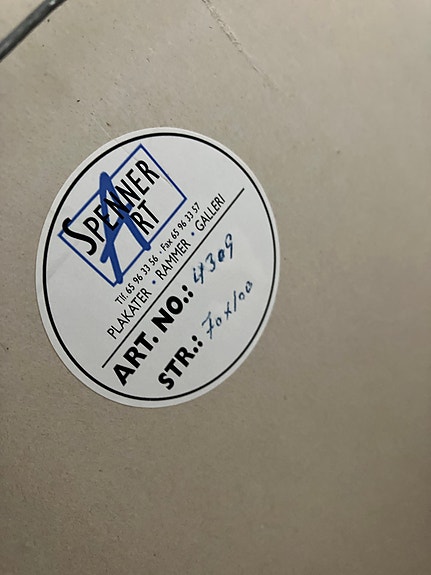 SPENNER
ART
Tlf. 65 96 33 56 · Fax 65 96 33 57
PLAKATER · RAMMER · GALLERI
ART. NO.: 4309
STR.: 70x100